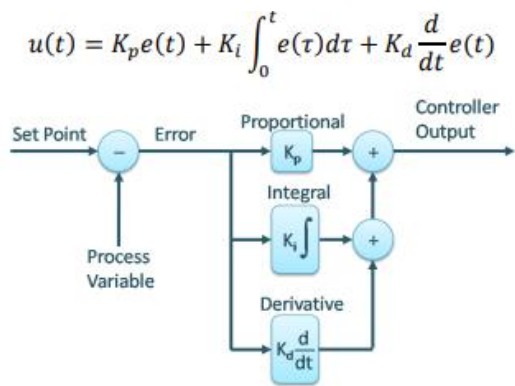 u(t) = K_p e(t) + K_i ∫_0^t e(τ)dτ + K_d d/dt e(t)
Controller
Output
Set Point
−
Error
Proportional
K_p
+
Integral
K_i ∫
+
Process
Variable
Derivative
K_d d/dt